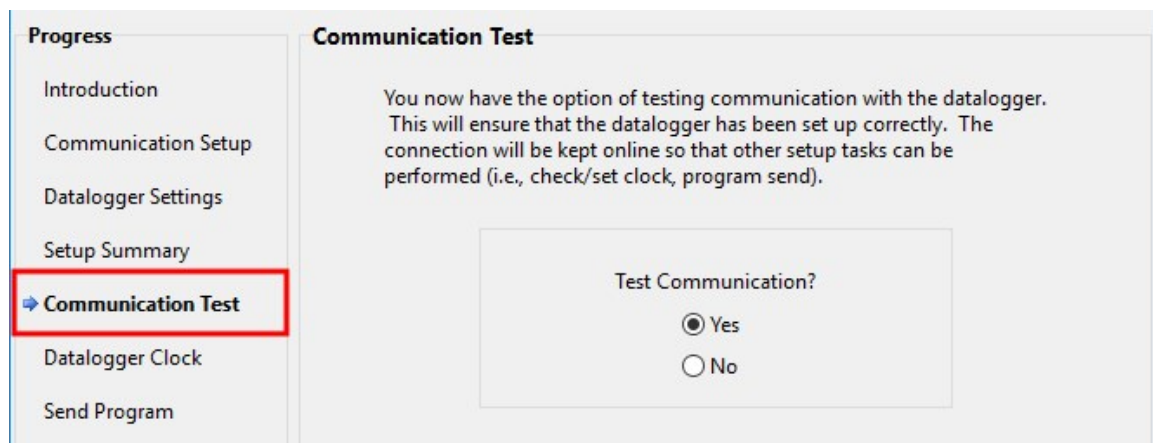 Progress
Introduction
Communication Setup
Datalogger Settings
Setup Summary
Communication Test
Datalogger Clock
Send Program
Communication Test
You now have the option of testing communication with the datalogger.
This will ensure that the datalogger has been set up correctly.  The
connection will be kept online so that other setup tasks can be
performed (i.e., check/set clock, program send).
Test Communication?
Yes
No